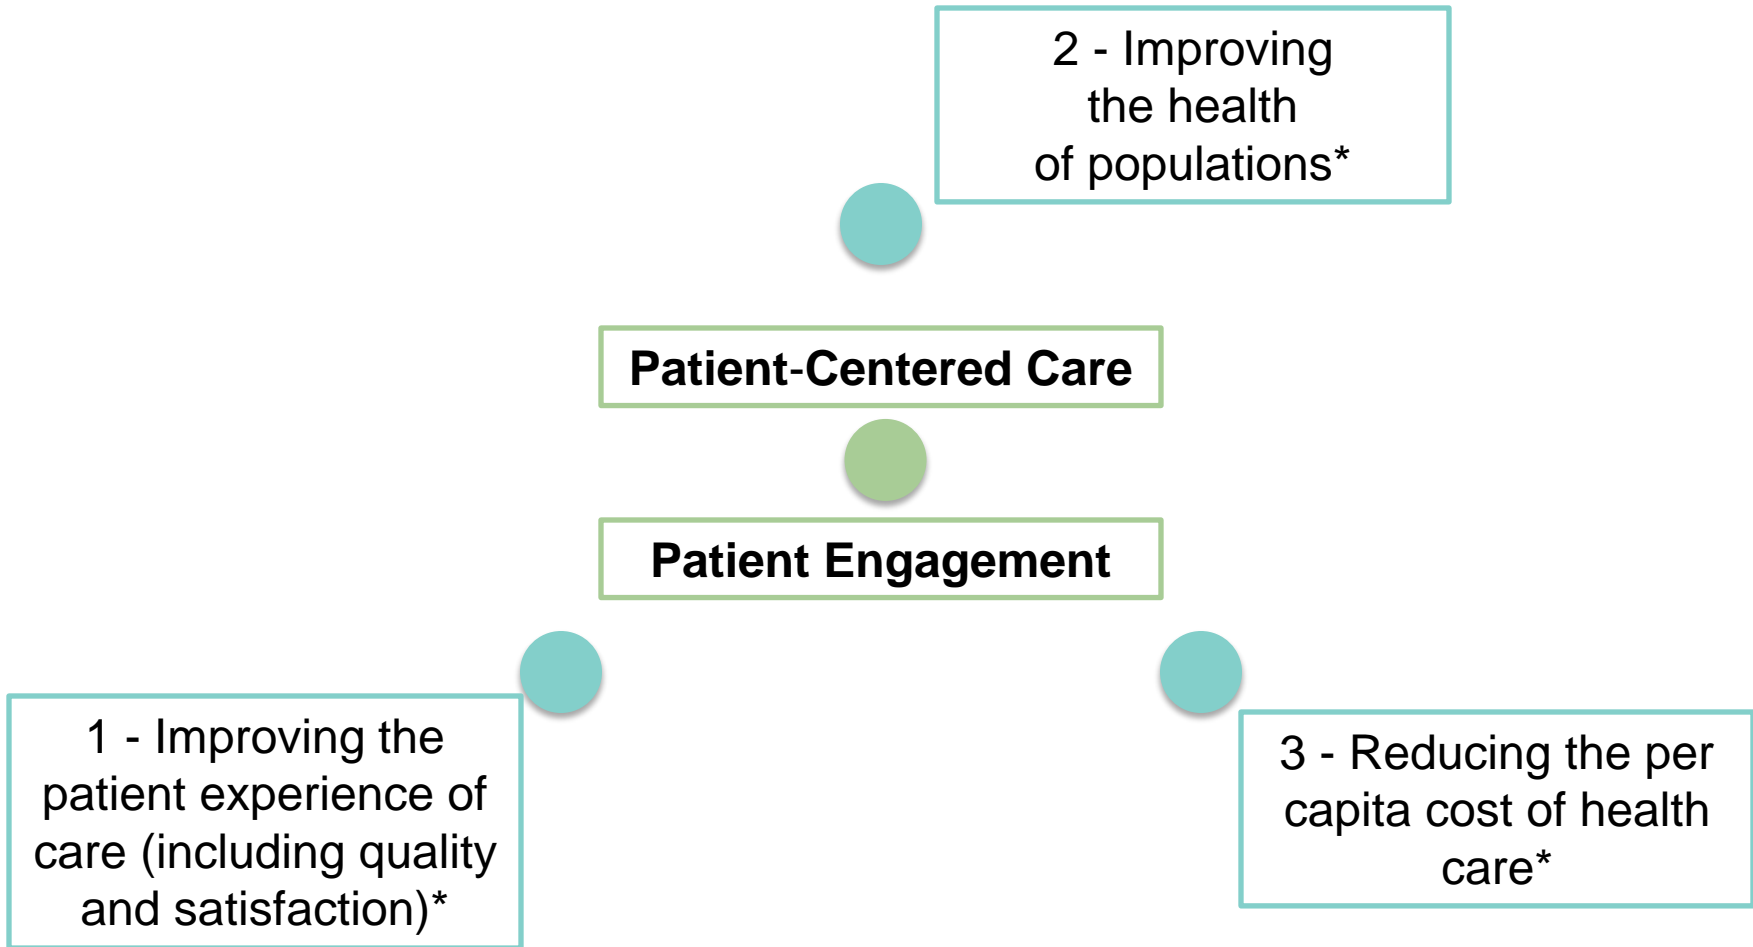 2 - Improving
the health
of populations*
Patient-Centered Care
Patient Engagement
1 - Improving the
patient experience of
care (including quality
and satisfaction)*
3 - Reducing the per
capita cost of health
care*